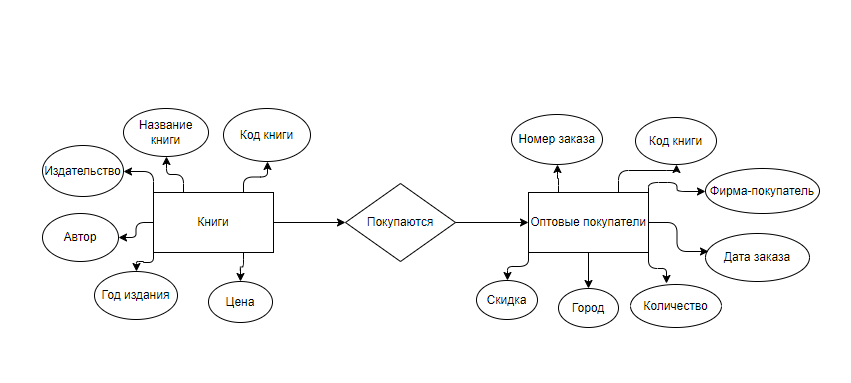 Название
книги
Код книги
Издательство
Автор
Год издания
Цена
Книги
Покупаются
Оптовые покупатели
Номер заказа
Код книги
Фирма-покупатель
Дата заказа
Количество
Город
Скидка